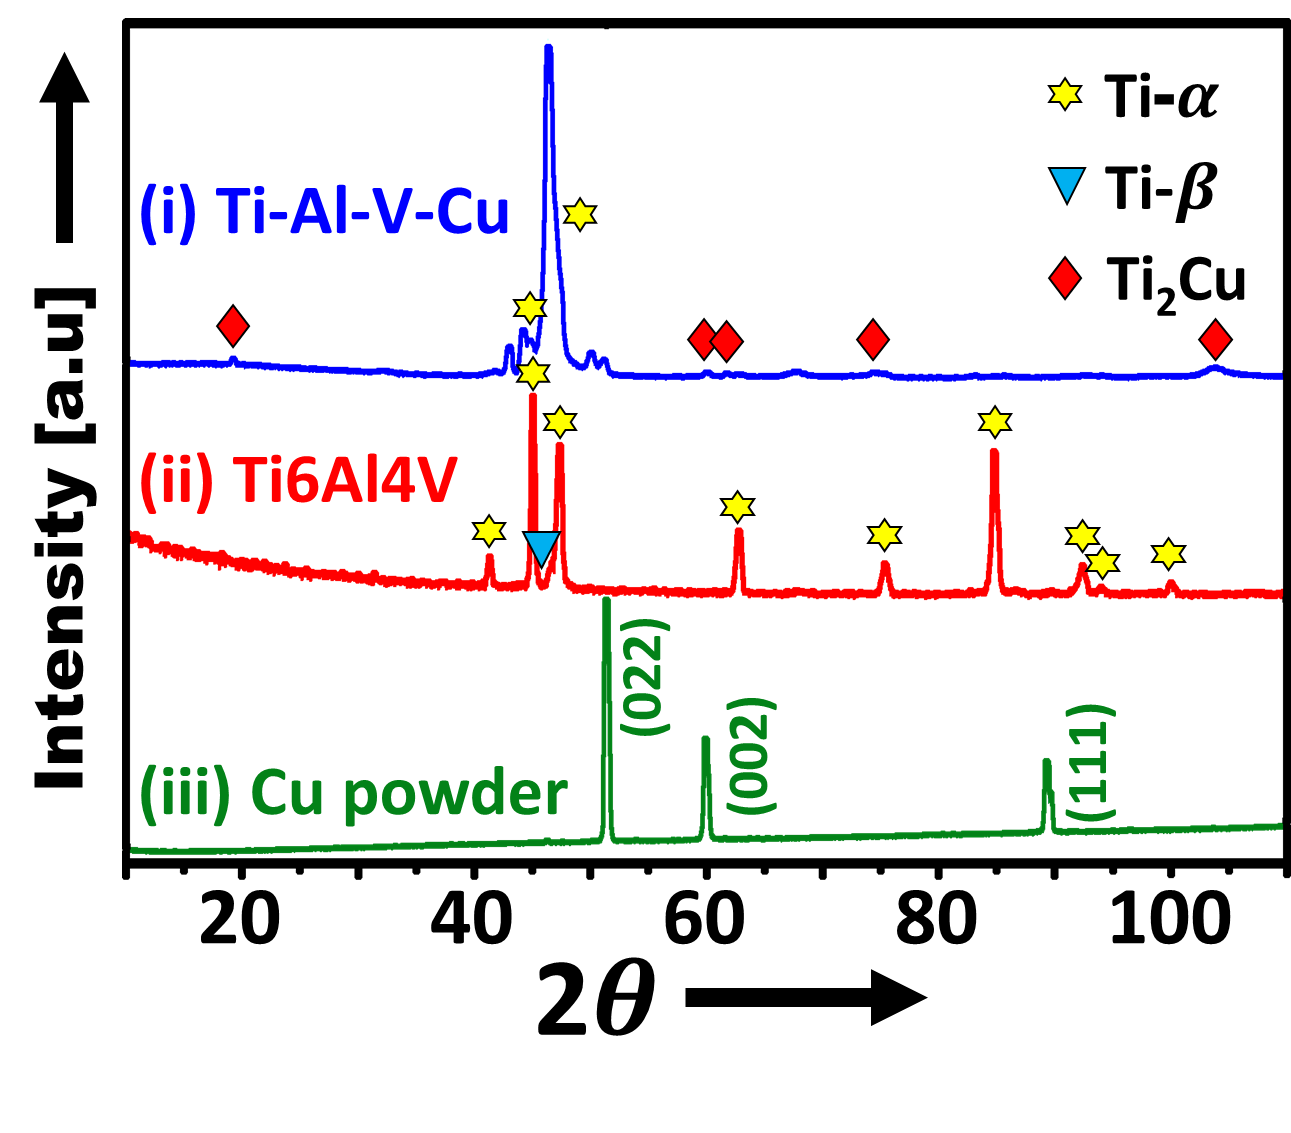 Intensity [a.u]
Ti-α
Ti-β
Ti₂Cu
(i) Ti-Al-V-Cu
(ii) Ti6Al4V
(iii) Cu powder
(022)
(002)
(111)
20 40 60 80 100
2θ